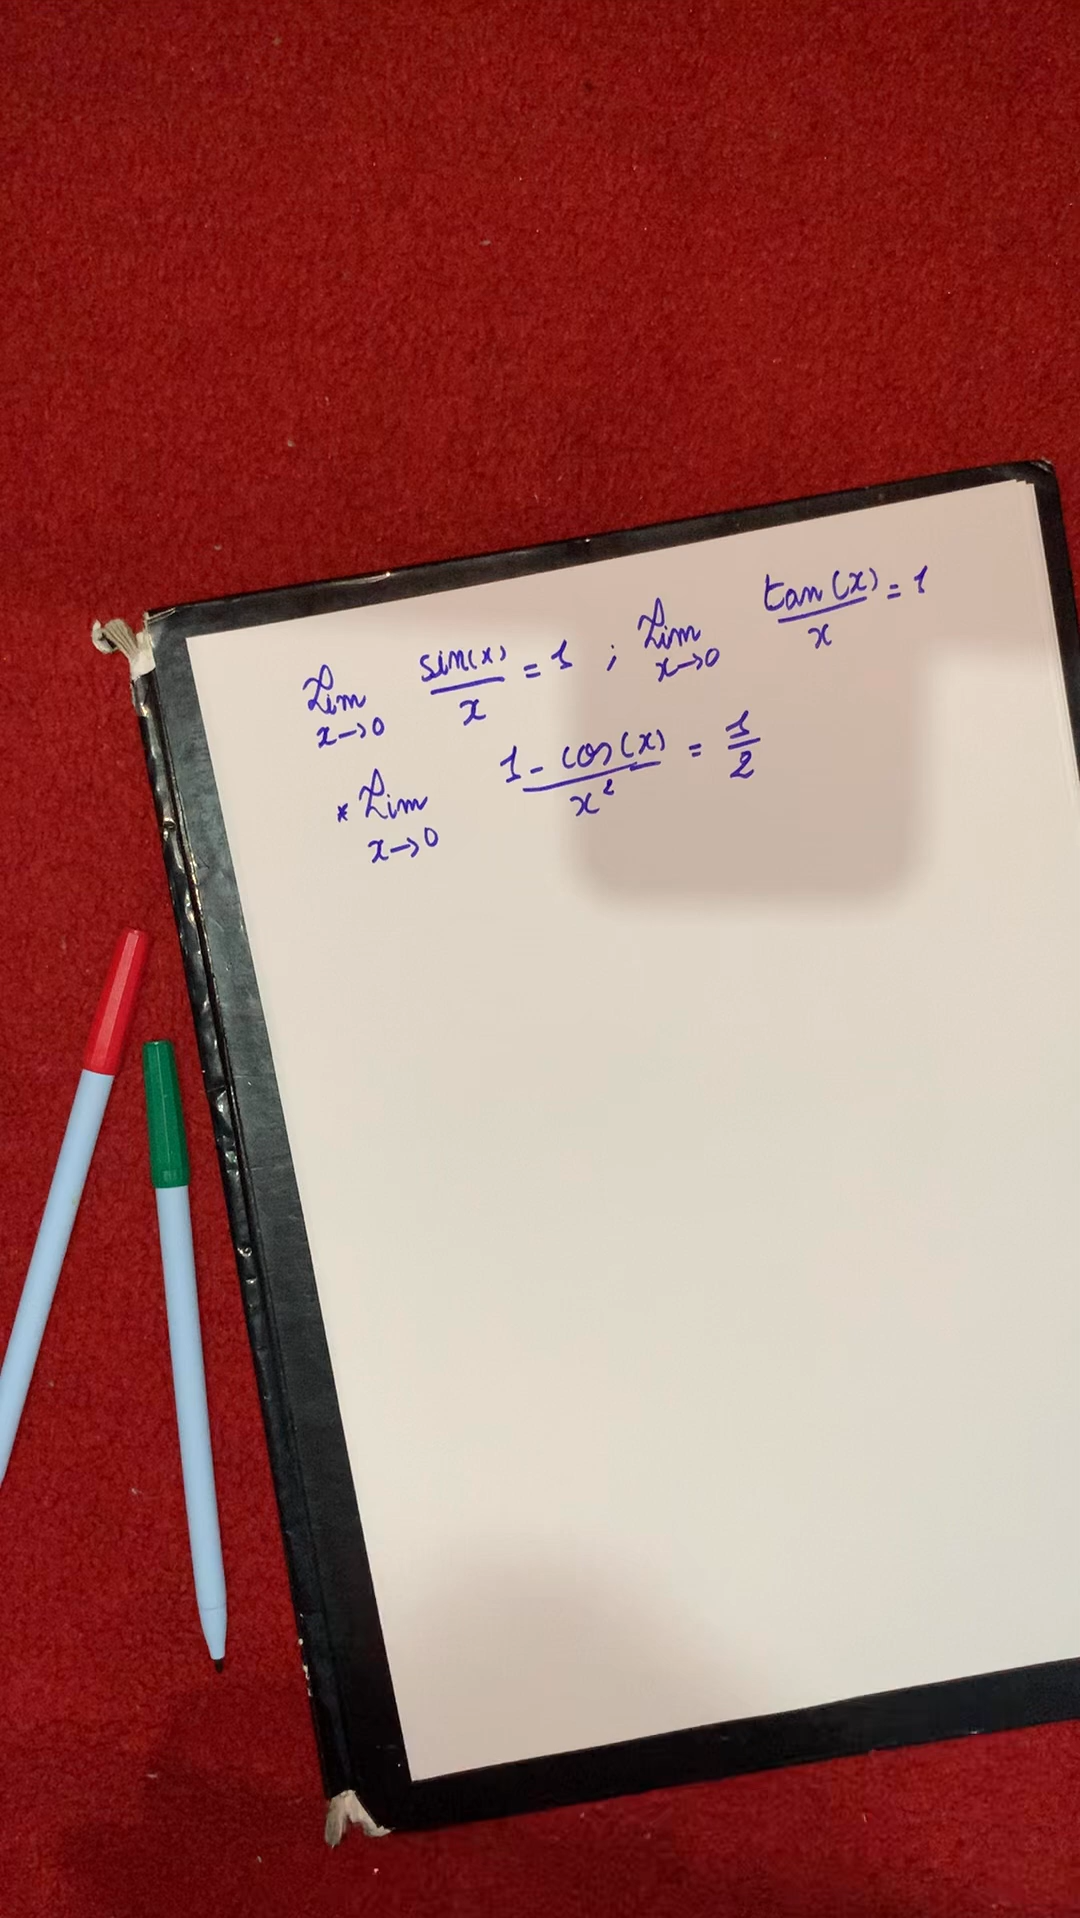 Lim x→0 sin(x)/x = 1 ; Lim x→0 tan(x)/x = 1
* Lim x→0 1 - cos(x)/x² = 1/2